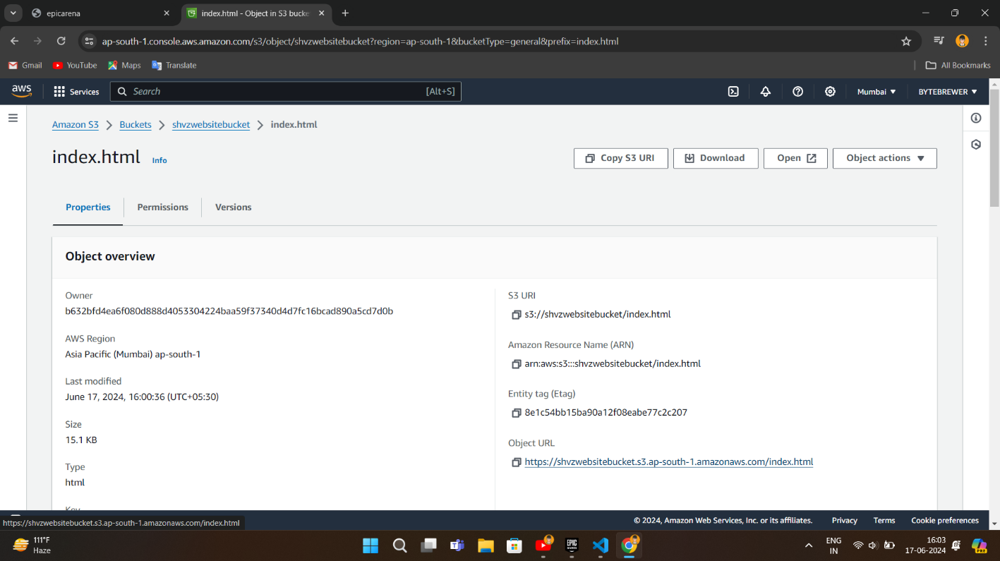 epicarena
index.html - Object in S3 bucke
ap-south-1.console.aws.amazon.com/s3/object/shvzwebsitebucket?region=ap-south-1&bucketType=general&prefix=index.html
Gmail YouTube Maps Translate All Bookmarks
aws Services Search [Alt+S] Mumbai BYTEBREWER
Amazon S3 > Buckets > shvzwebsitebucket > index.html
index.html Info
Copy S3 URI Download Open Object actions
Properties Permissions Versions
Object overview
Owner
b632bfd4ea6f080d888d4053304224baa59f37340d4d7fc16bcad890a5cd7d0b
AWS Region
Asia Pacific (Mumbai) ap-south-1
Last modified
June 17, 2024, 16:00:36 (UTC+05:30)
Size
15.1 KB
Type
html
Key
S3 URI
s3://shvzwebsitebucket/index.html
Amazon Resource Name (ARN)
arn:aws:s3:::shvzwebsitebucket/index.html
Entity tag (Etag)
8e1c54bb15ba90a12f08eabe77c2c207
Object URL
https://shvzwebsitebucket.s3.ap-south-1.amazonaws.com/index.html
© 2024, Amazon Web Services, Inc. or its affiliates. Privacy Terms Cookie preferences
https://shvzwebsitebucket.s3.ap-south-1.amazonaws.com/index.html
111°F
Haze
EPIC
GAMES
ENG
IN
16:03
17-06-2024
PRE